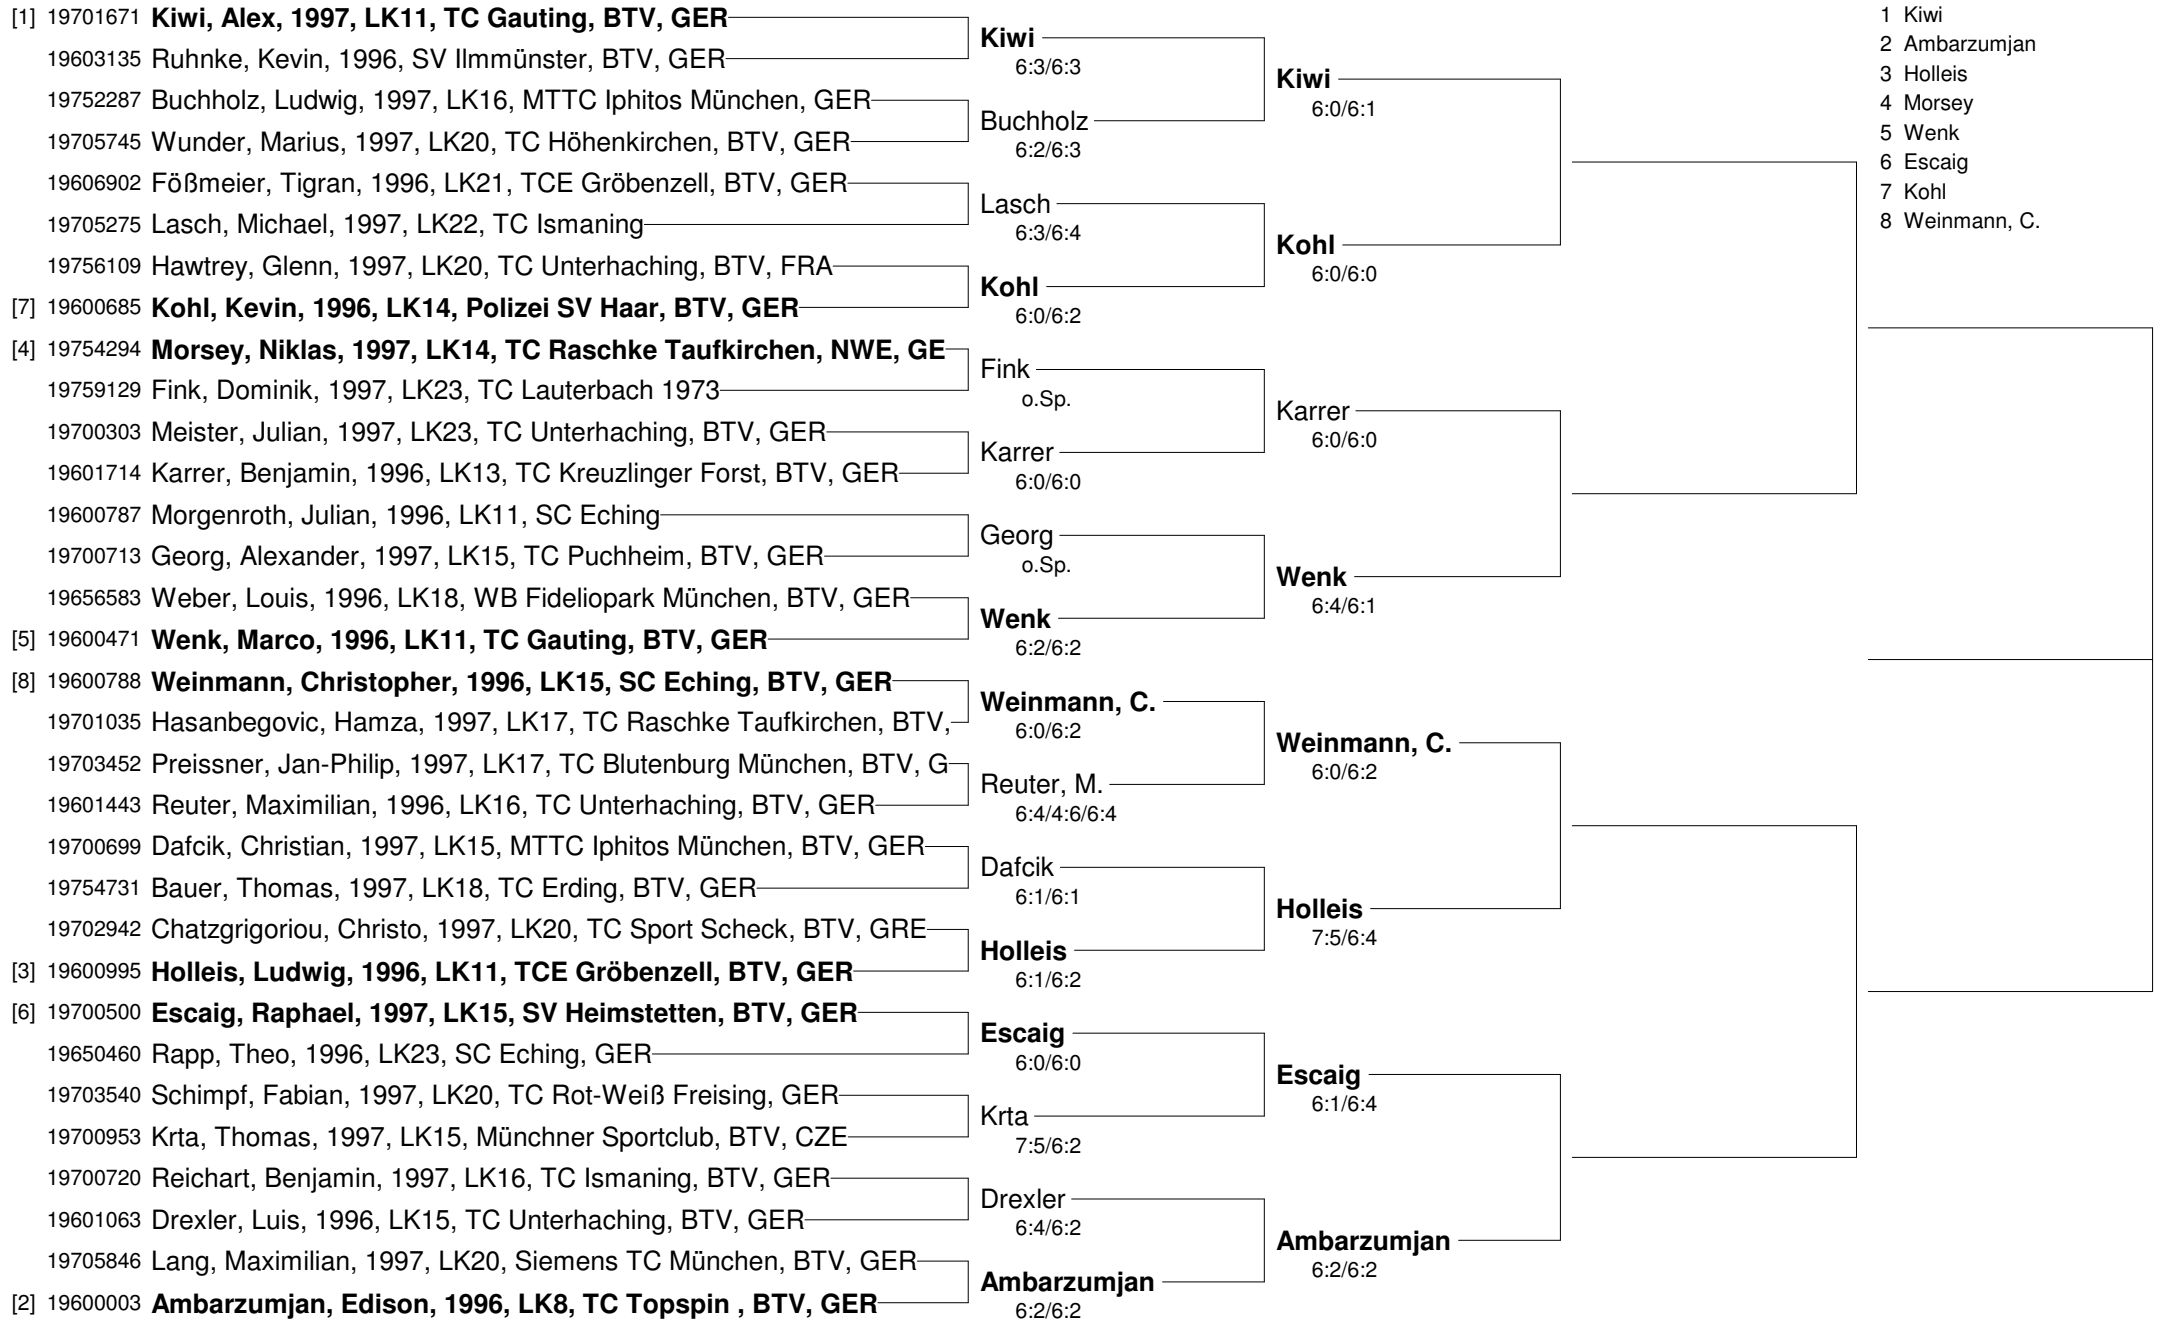 [1] 19701671 Kiwi, Alex, 1997, LK11, TC Gauting, BTV, GER
19603135 Ruhnke, Kevin, 1996, SV Ilmmünster, BTV, GER
19752287 Buchholz, Ludwig, 1997, LK16, MTTC Iphitos München, GER
19705745 Wunder, Marius, 1997, LK20, TC Höhenkirchen, BTV, GER
19606902 Fößmeier, Tigran, 1996, LK21, TCE Gröbenzell, BTV, GER
19705275 Lasch, Michael, 1997, LK22, TC Ismaning
19756109 Hawtrey, Glenn, 1997, LK20, TC Unterhaching, BTV, FRA
[7] 19600685 Kohl, Kevin, 1996, LK14, Polizei SV Haar, BTV, GER
[4] 19754294 Morsey, Niklas, 1997, LK14, TC Raschke Taufkirchen, NWE, GE
19759129 Fink, Dominik, 1997, LK23, TC Lauterbach 1973
19700303 Meister, Julian, 1997, LK23, TC Unterhaching, BTV, GER
19601714 Karrer, Benjamin, 1996, LK13, TC Kreuzlinger Forst, BTV, GER
19600787 Morgenroth, Julian, 1996, LK11, SC Eching
19700713 Georg, Alexander, 1997, LK15, TC Puchheim, BTV, GER
19656583 Weber, Louis, 1996, LK18, WB Fideliopark München, BTV, GER
[5] 19600471 Wenk, Marco, 1996, LK11, TC Gauting, BTV, GER
[8] 19600788 Weinmann, Christopher, 1996, LK15, SC Eching, BTV, GER
19701035 Hasanbegovic, Hamza, 1997, LK17, TC Raschke Taufkirchen, BTV,
19703452 Preissner, Jan-Philip, 1997, LK17, TC Blutenburg München, BTV, G
19601443 Reuter, Maximilian, 1996, LK16, TC Unterhaching, BTV, GER
19700699 Dafcik, Christian, 1997, LK15, MTTC Iphitos München, BTV, GER
19754731 Bauer, Thomas, 1997, LK18, TC Erding, BTV, GER
19702942 Chatzgrigoriou, Christo, 1997, LK20, TC Sport Scheck, BTV, GRE
[3] 19600995 Holleis, Ludwig, 1996, LK11, TCE Gröbenzell, BTV, GER
[6] 19700500 Escaig, Raphael, 1997, LK15, SV Heimstetten, BTV, GER
19650460 Rapp, Theo, 1996, LK23, SC Eching, GER
19703540 Schimpf, Fabian, 1997, LK20, TC Rot-Weiß Freising, GER
19700953 Krta, Thomas, 1997, LK15, Münchner Sportclub, BTV, CZE
19700720 Reichart, Benjamin, 1997, LK16, TC Ismaning, BTV, GER
19601063 Drexler, Luis, 1996, LK15, TC Unterhaching, BTV, GER
19705846 Lang, Maximilian, 1997, LK20, Siemens TC München, BTV, GER
[2] 19600003 Ambarzumjan, Edison, 1996, LK8, TC Topspin , BTV, GER
Kiwi
6:3/6:3
Buchholz
6:2/6:3
Lasch
6:3/6:4
Kohl
6:0/6:2
Fink
o.Sp.
Karrer
6:0/6:0
Georg
o.Sp.
Wenk
6:2/6:2
Weinmann, C.
6:0/6:2
Reuter, M.
6:4/4:6/6:4
Dafcik
6:1/6:1
Holleis
6:1/6:2
Escaig
6:0/6:0
Krta
7:5/6:2
Drexler
6:4/6:2
Ambarzumjan
6:2/6:2
Kiwi
6:0/6:1
Kohl
6:0/6:0
Karrer
6:0/6:0
Wenk
6:4/6:1
Weinmann, C.
6:0/6:2
Holleis
7:5/6:4
Escaig
6:1/6:4
Ambarzumjan
6:2/6:2
1 Kiwi
2 Ambarzumjan
3 Holleis
4 Morsey
5 Wenk
6 Escaig
7 Kohl
8 Weinmann, C.